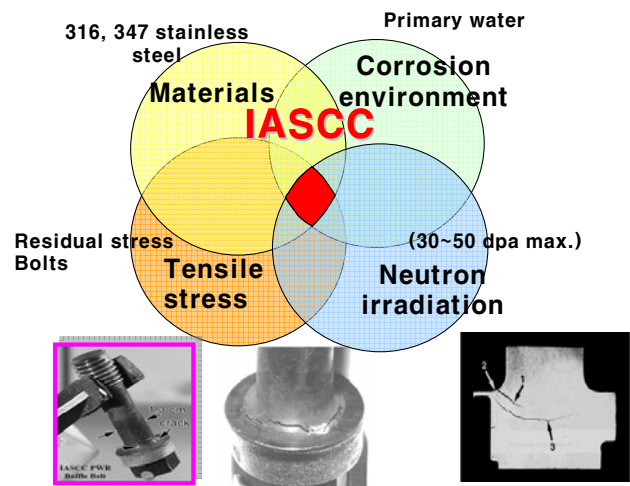 Primary water
316, 347 stainless
steel
Corrosion
environment
Materials
IASCC
Residual stress
Bolts
(30~50 dpa max.)
Tensile
stress
Neutron
irradiation
crack
IASCC PWR
Baffle Bolt
2
1
3